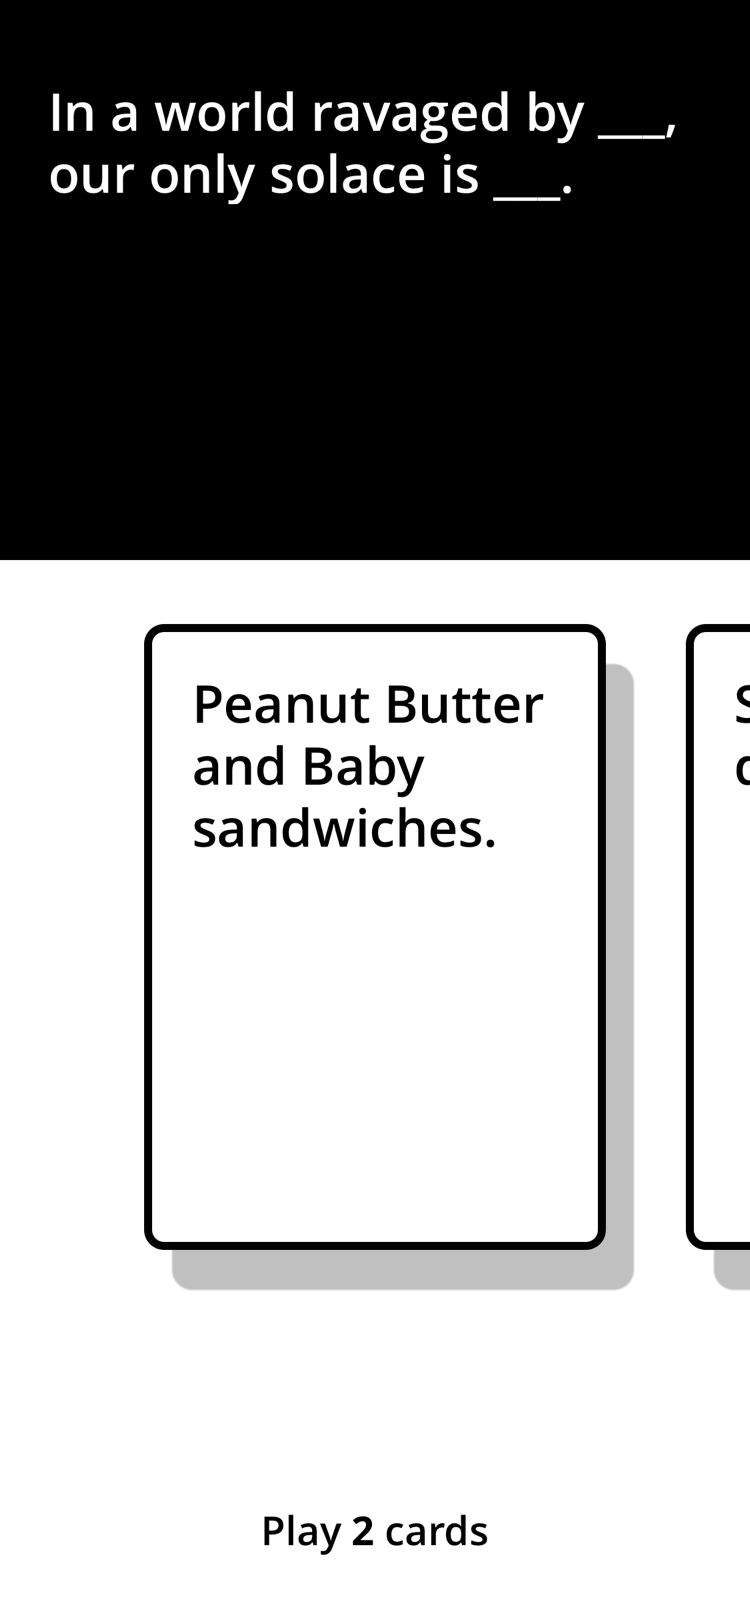 In a world ravaged by ___,
our only solace is ___.
Peanut Butter
and Baby
sandwiches.
Play 2 cards